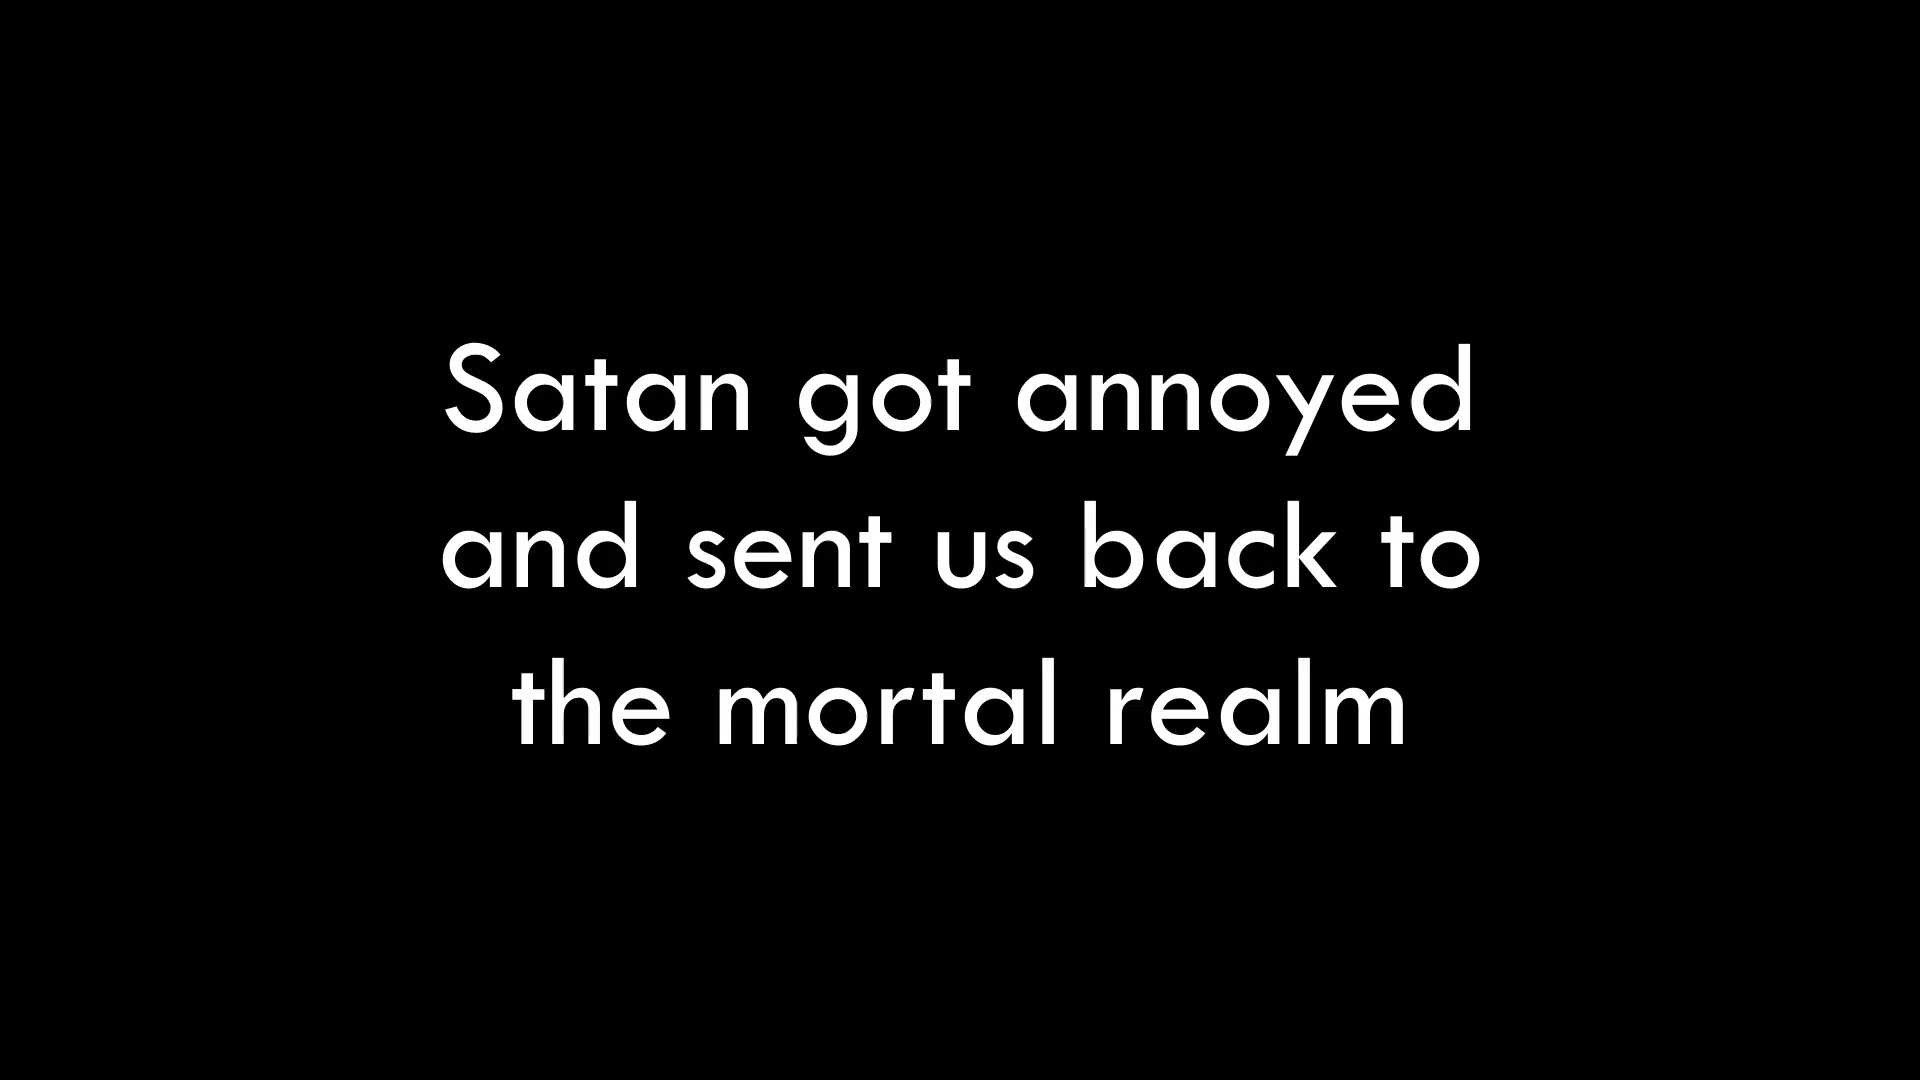 Satan got annoyed
and sent us back to
the mortal realm